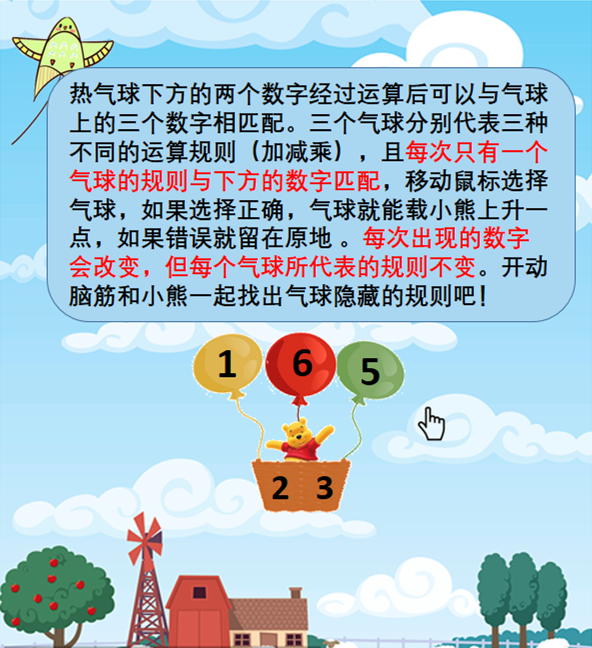 热气球下方的两个数字经过运算后可以与气球
上的三个数字相匹配。三个气球分别代表三种
不同的运算规则（加减乘），且每次只有一个
气球的规则与下方的数字匹配，移动鼠标选择
气球，如果选择正确，气球就能载小熊上升一
点，如果错误就留在原地 。每次出现的数字
会改变，但每个气球所代表的规则不变。开动
脑筋和小熊一起找出气球隐藏的规则吧！
1 6 5
2 3